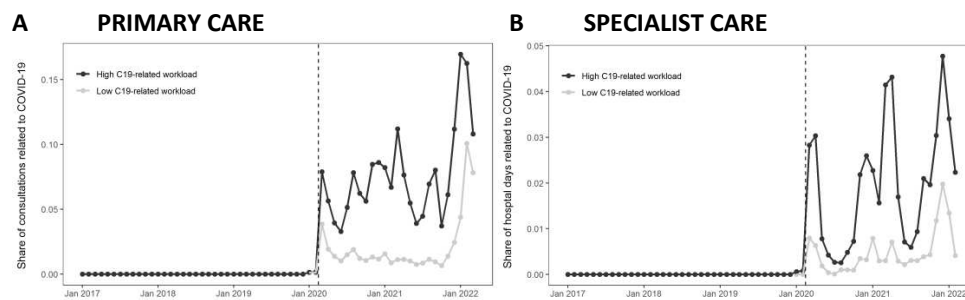 A PRIMARY CARE
Share of consultations related to COVID-19
0.15
0.10
0.05
0.00
High C19-related workload
Low C19-related workload
Jan 2017 Jan 2018 Jan 2019 Jan 2020 Jan 2021 Jan 2022
B SPECIALIST CARE
Share of hosptal days related to COVID-19
0.05
0.04
0.03
0.02
0.01
0.00
High C19-related workload
Low C19-related workload
Jan 2017 Jan 2018 Jan 2019 Jan 2020 Jan 2021 Jan 2022